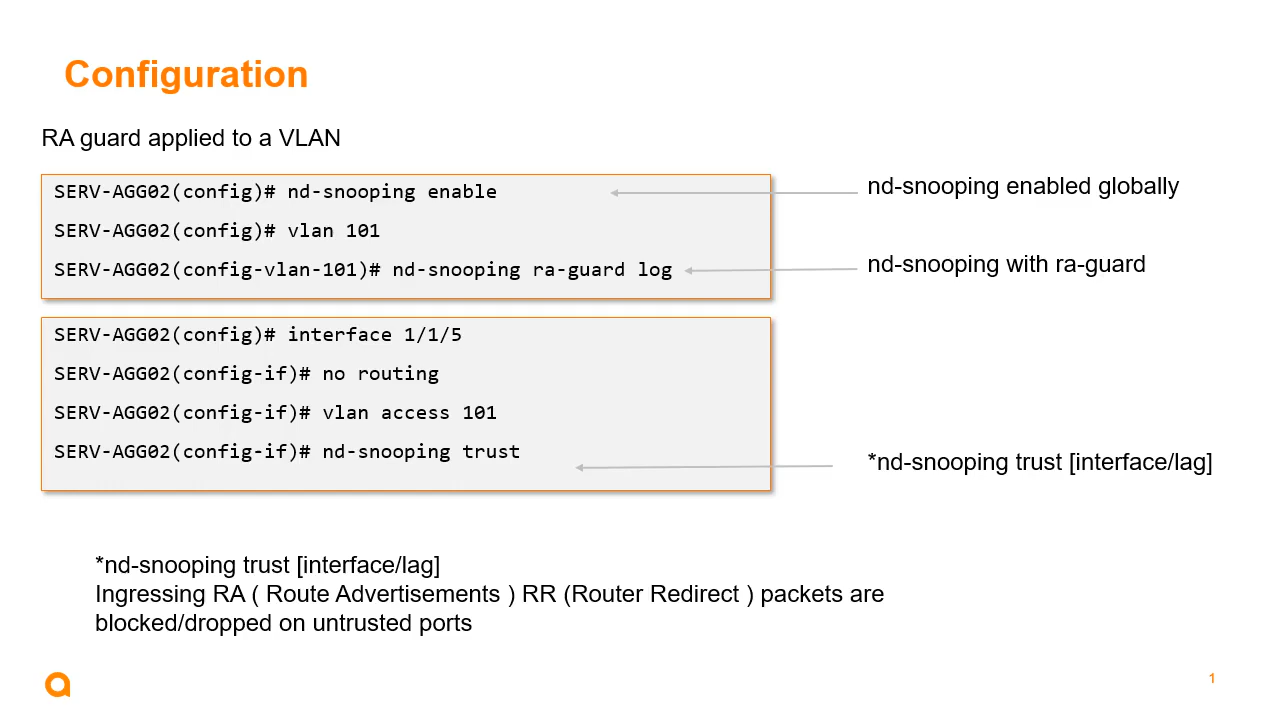 Configuration
RA guard applied to a VLAN
SERV-AGG02(config)# nd-snooping enable
nd-snooping enabled globally
SERV-AGG02(config)# vlan 101
SERV-AGG02(config-vlan-101)# nd-snooping ra-guard log
nd-snooping with ra-guard
SERV-AGG02(config)# interface 1/1/5
SERV-AGG02(config-if)# no routing
SERV-AGG02(config-if)# vlan access 101
SERV-AGG02(config-if)# nd-snooping trust
*nd-snooping trust [interface/lag]
*nd-snooping trust [interface/lag]
Ingressing RA ( Route Advertisements ) RR (Router Redirect ) packets are
blocked/dropped on untrusted ports
1